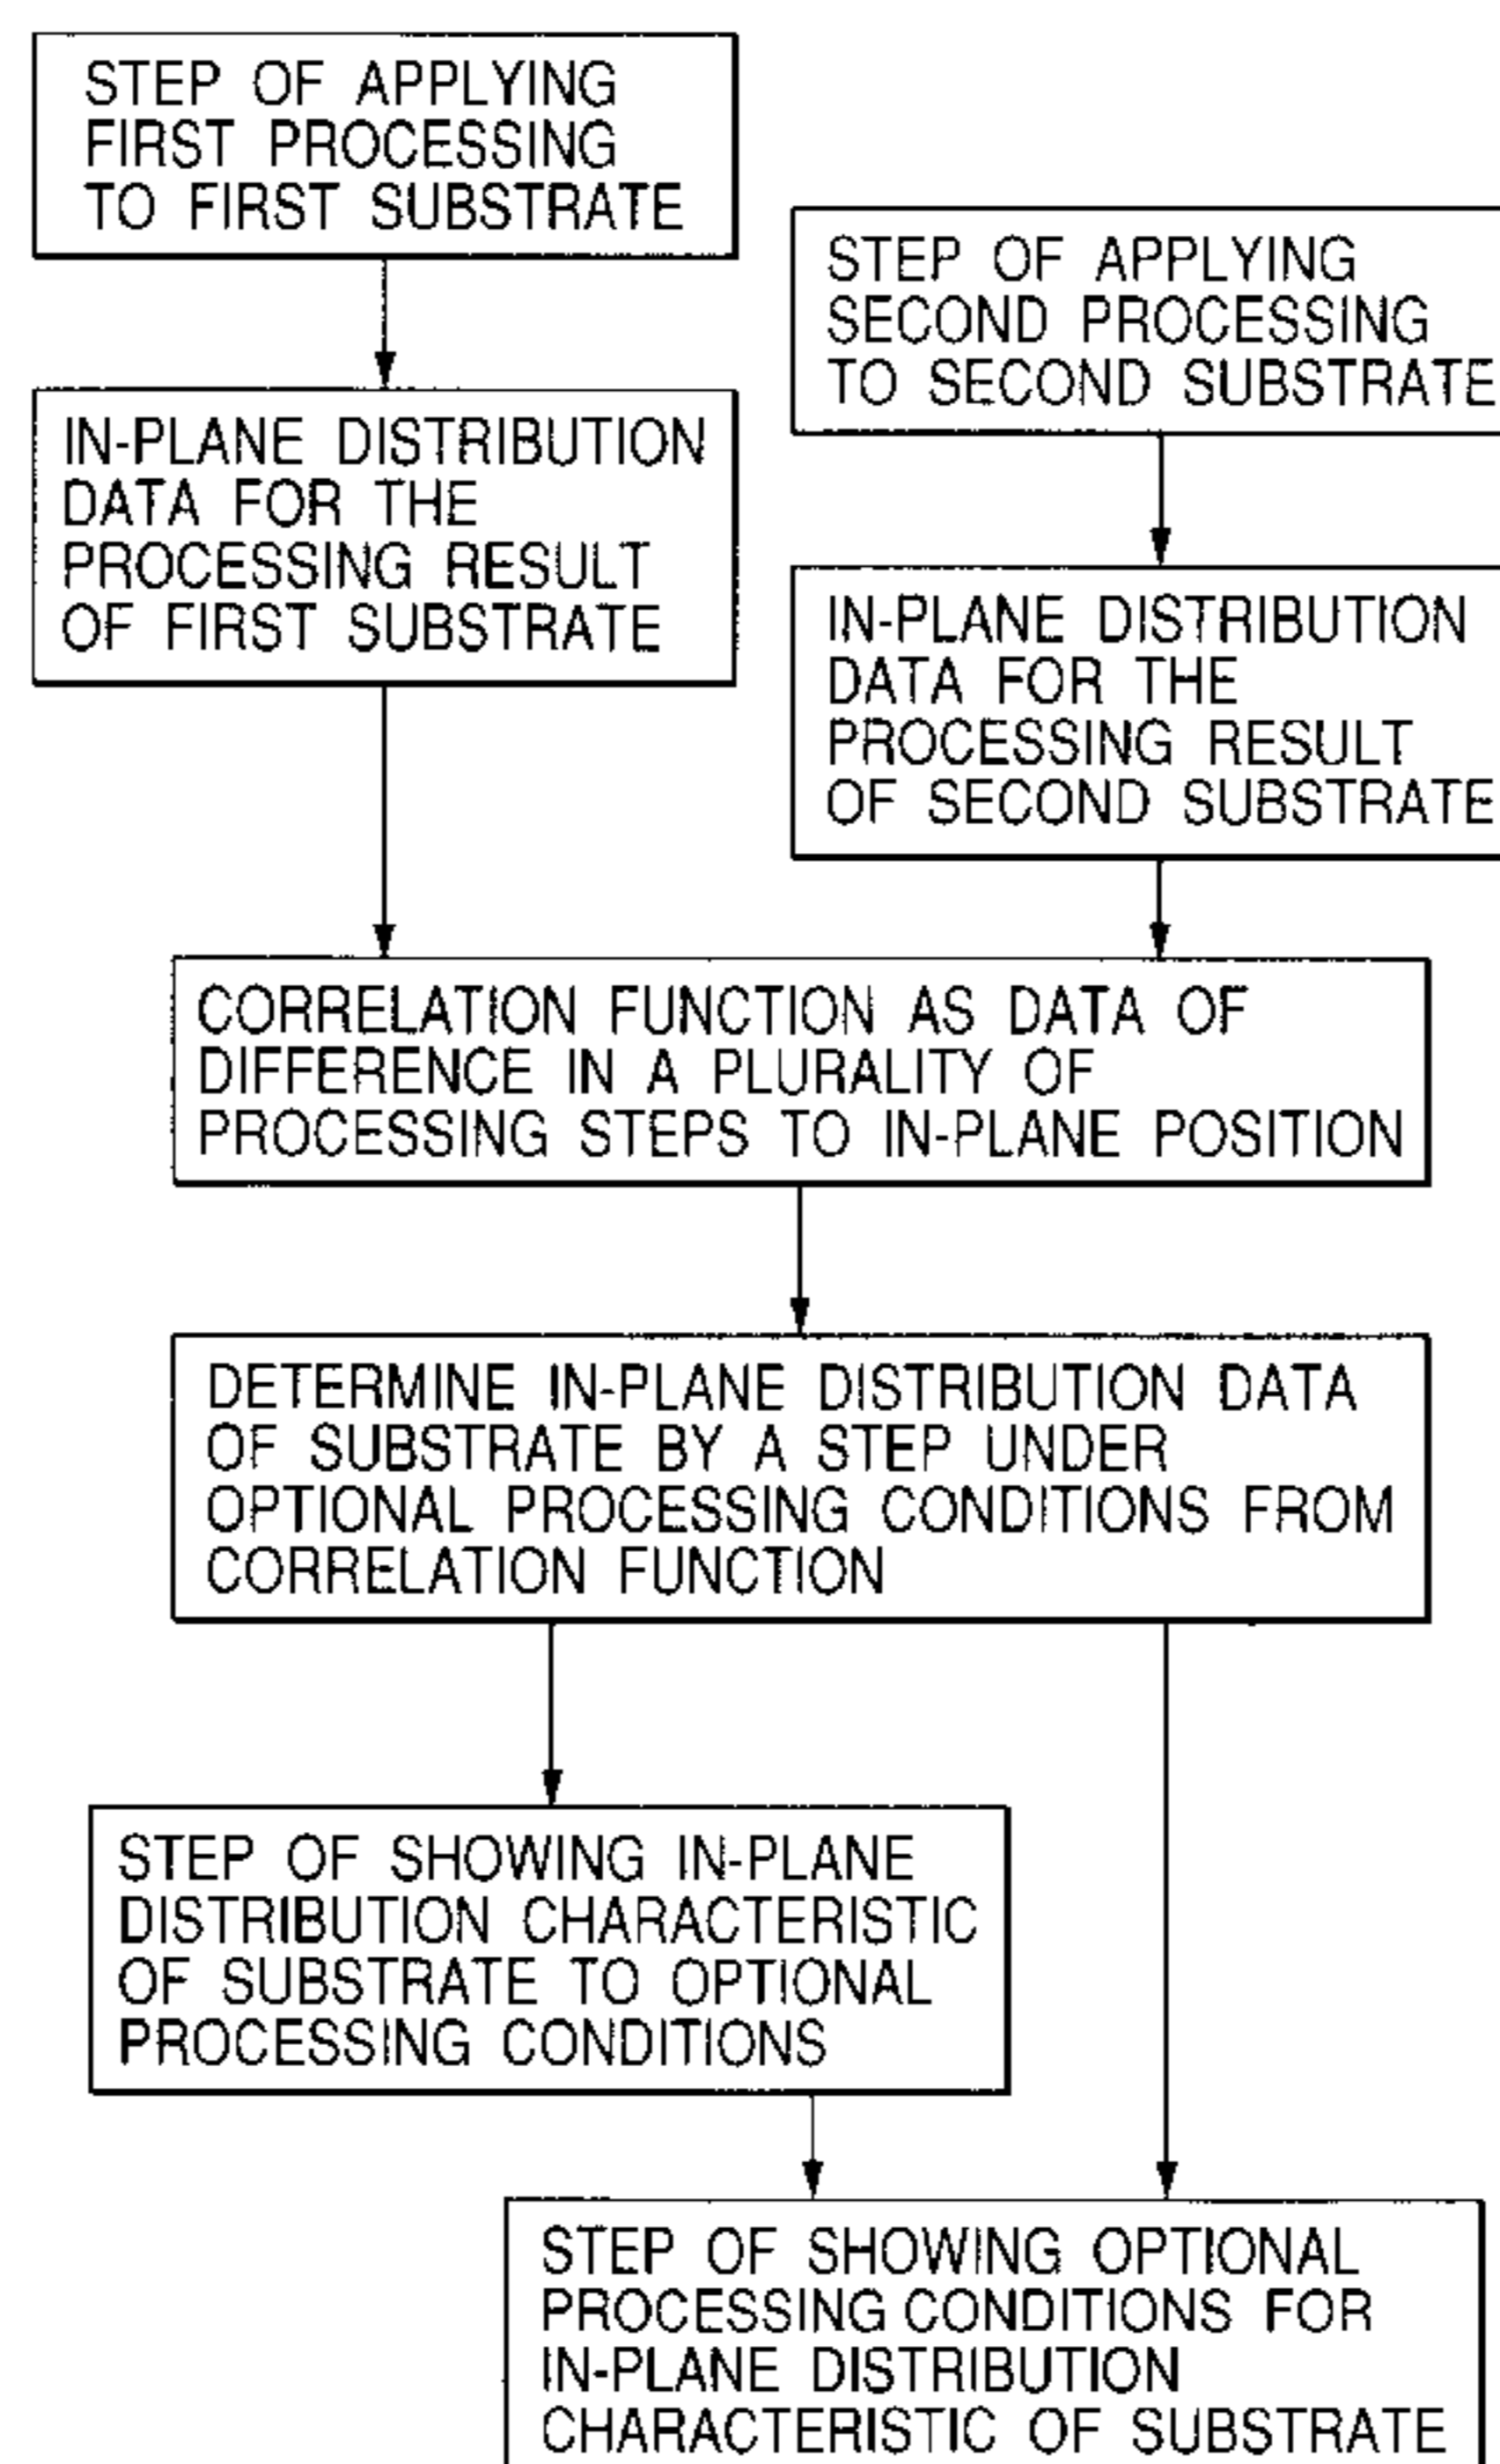 STEP OF APPLYING
FIRST PROCESSING
TO FIRST SUBSTRATE
STEP OF APPLYING
SECOND PROCESSING
TO SECOND SUBSTRATE
IN-PLANE DISTRIBUTION
DATA FOR THE
PROCESSING RESULT
OF FIRST SUBSTRATE
IN-PLANE DISTRIBUTION
DATA FOR THE
PROCESSING RESULT
OF SECOND SUBSTRATE
CORRELATION FUNCTION AS DATA OF
DIFFERENCE IN A PLURALITY OF
PROCESSING STEPS TO IN-PLANE POSITION
DETERMINE IN-PLANE DISTRIBUTION DATA
OF SUBSTRATE BY A STEP UNDER
OPTIONAL PROCESSING CONDITIONS FROM
CORRELATION FUNCTION
STEP OF SHOWING IN-PLANE
DISTRIBUTION CHARACTERISTIC
OF SUBSTRATE TO OPTIONAL
PROCESSING CONDITIONS
STEP OF SHOWING OPTIONAL
PROCESSING CONDITIONS FOR
IN-PLANE DISTRIBUTION
CHARACTERISTIC OF SUBSTRATE